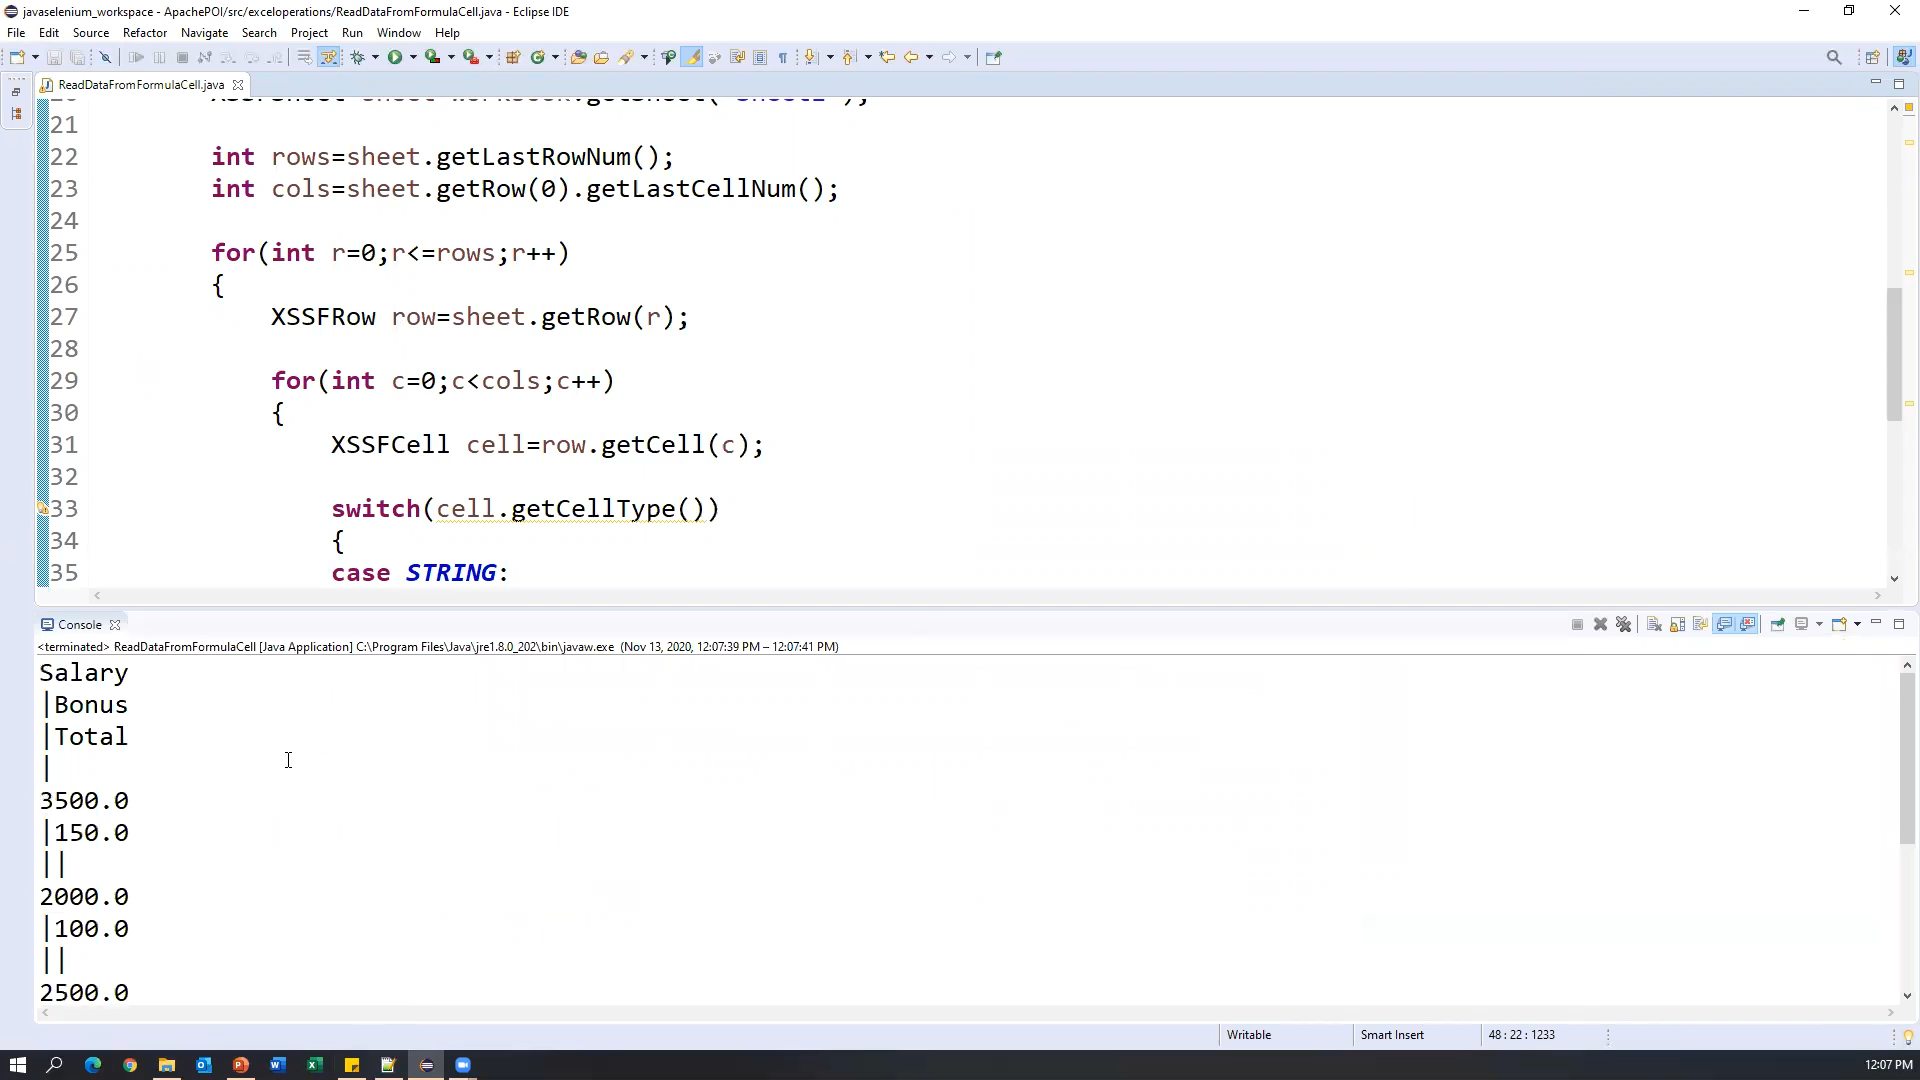 javaselenium_workspace - ApachePOI/src/exceloperations/ReadDataFromFormulaCell.java - Eclipse IDE
File Edit Source Refactor Navigate Search Project Run Window Help
ReadDataFromFormulaCell.java
21
22 int rows=sheet.getLastRowNum();
23 int cols=sheet.getRow(0).getLastCellNum();
24
25 for(int r=0;r<=rows;r++)
26 {
27 XSSFRow row=sheet.getRow(r);
28
29 for(int c=0;c<cols;c++)
30 {
31 XSSFCell cell=row.getCell(c);
32
33 switch(cell.getCellType())
34 {
35 case STRING:
Console
<terminated> ReadDataFromFormulaCell [Java Application] C:\Program Files\Java\jre1.8.0_202\bin\javaw.exe (Nov 13, 2020, 12:07:39 PM – 12:07:41 PM)
Salary
|Bonus
|Total
|
3500.0
|150.0
||
2000.0
|100.0
||
2500.0
Writable Smart Insert 48 : 22 : 1233
12:07 PM